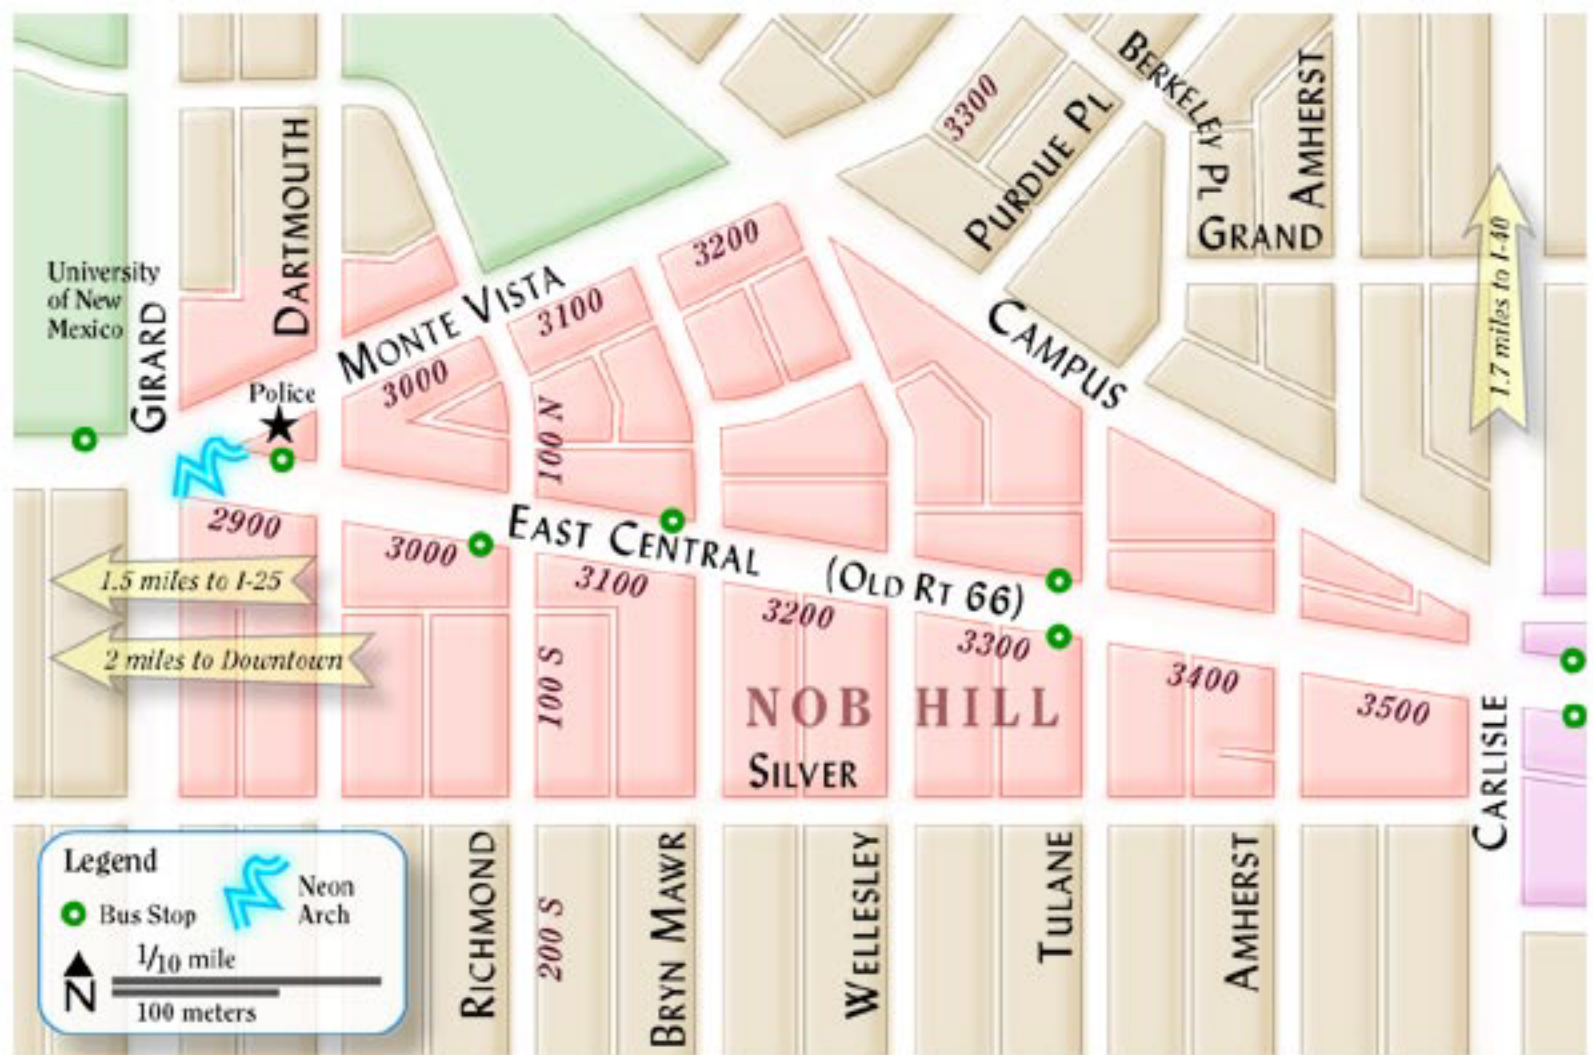 BERKELEY PL
AMHERST
3300
PURDUE PL
GRAND
DARTMOUTH
3200
University
of New
Mexico
GIRARD
MONTE VISTA
3100
1.7 miles to I-40
CAMPUS
Police
3000
100 N
2900
3000
EAST CENTRAL
(OLD RT 66)
1.5 miles to I-25
3100
3200
3300
2 miles to Downtown
100 S
NOB HILL
3400
3500
SILVER
CARLISLE
Legend
Bus Stop
Neon
Arch
1/10 mile
N
100 meters
RICHMOND
200 S
BRYN MAWR
WELLESLEY
TULANE
AMHERST